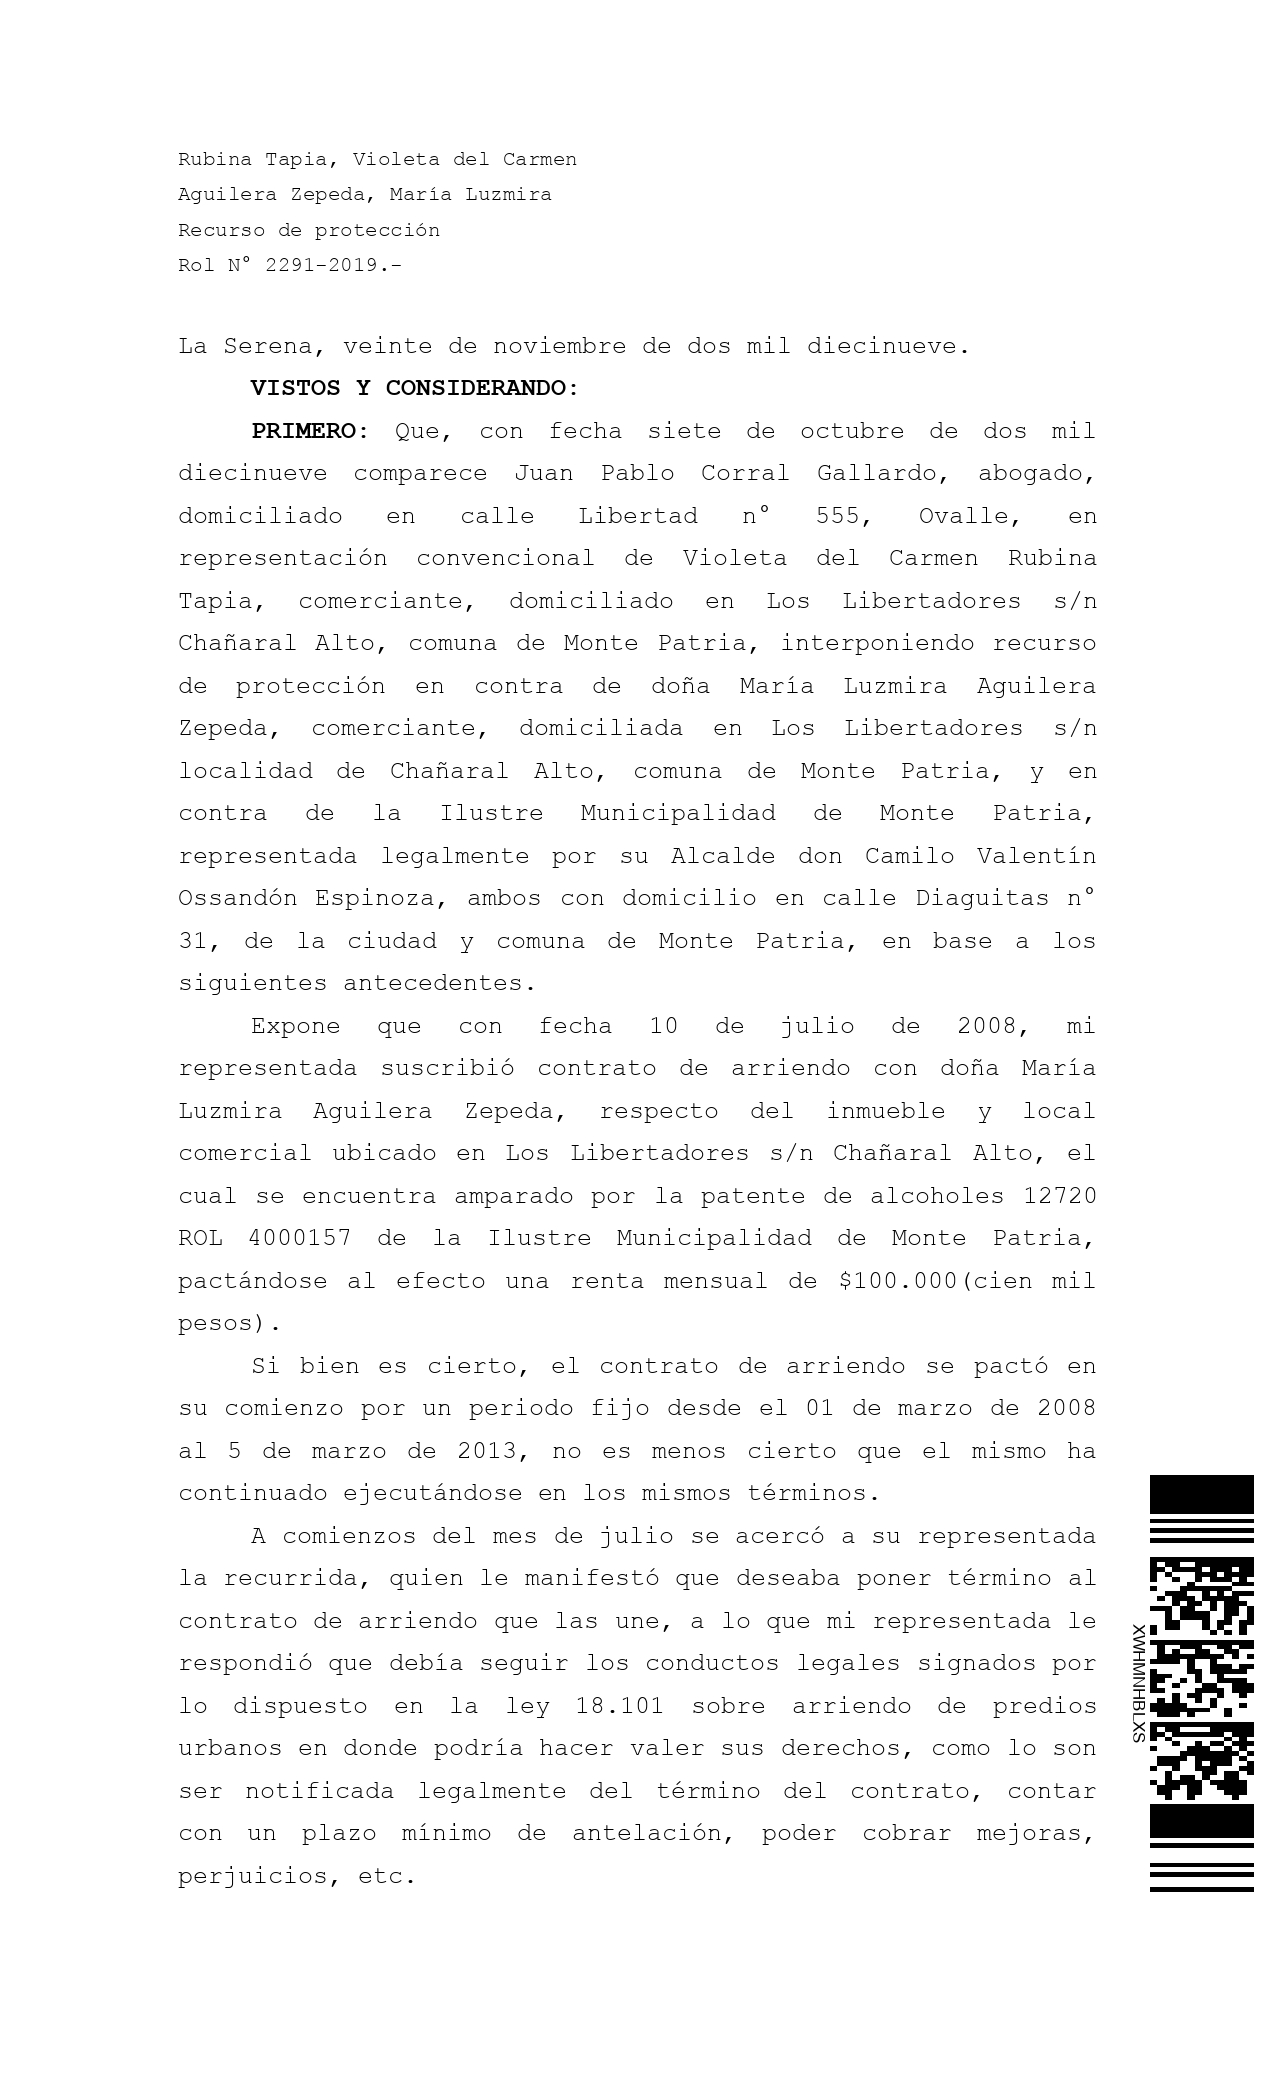 Rubina Tapia, Violeta del Carmen
Aguilera Zepeda, María Luzmira
Recurso de protección
Rol N° 2291-2019.-
La Serena, veinte de noviembre de dos mil diecinueve.
VISTOS Y CONSIDERANDO:
PRIMERO: Que, con fecha siete de octubre de dos mil
diecinueve comparece Juan Pablo Corral Gallardo, abogado,
domiciliado en calle Libertad n° 555, Ovalle, en
representación convencional de Violeta del Carmen Rubina
Tapia, comerciante, domiciliado en Los Libertadores s/n
Chañaral Alto, comuna de Monte Patria, interponiendo recurso
de protección en contra de doña María Luzmira Aguilera
Zepeda, comerciante, domiciliada en Los Libertadores s/n
localidad de Chañaral Alto, comuna de Monte Patria, y en
contra de la Ilustre Municipalidad de Monte Patria,
representada legalmente por su Alcalde don Camilo Valentín
Ossandón Espinoza, ambos con domicilio en calle Diaguitas n°
31, de la ciudad y comuna de Monte Patria, en base a los
siguientes antecedentes.
Expone que con fecha 10 de julio de 2008, mi
representada suscribió contrato de arriendo con doña María
Luzmira Aguilera Zepeda, respecto del inmueble y local
comercial ubicado en Los Libertadores s/n Chañaral Alto, el
cual se encuentra amparado por la patente de alcoholes 12720
ROL 4000157 de la Ilustre Municipalidad de Monte Patria,
pactándose al efecto una renta mensual de $100.000(cien mil
pesos).
Si bien es cierto, el contrato de arriendo se pactó en
su comienzo por un periodo fijo desde el 01 de marzo de 2008
al 5 de marzo de 2013, no es menos cierto que el mismo ha
continuado ejecutándose en los mismos términos.
A comienzos del mes de julio se acercó a su representada
la recurrida, quien le manifestó que deseaba poner término al
contrato de arriendo que las une, a lo que mi representada le
respondió que debía seguir los conductos legales signados por
lo dispuesto en la ley 18.101 sobre arriendo de predios
urbanos en donde podría hacer valer sus derechos, como lo son
ser notificada legalmente del término del contrato, contar
con un plazo mínimo de antelación, poder cobrar mejoras,
perjuicios, etc.
XWHMNHBLXS